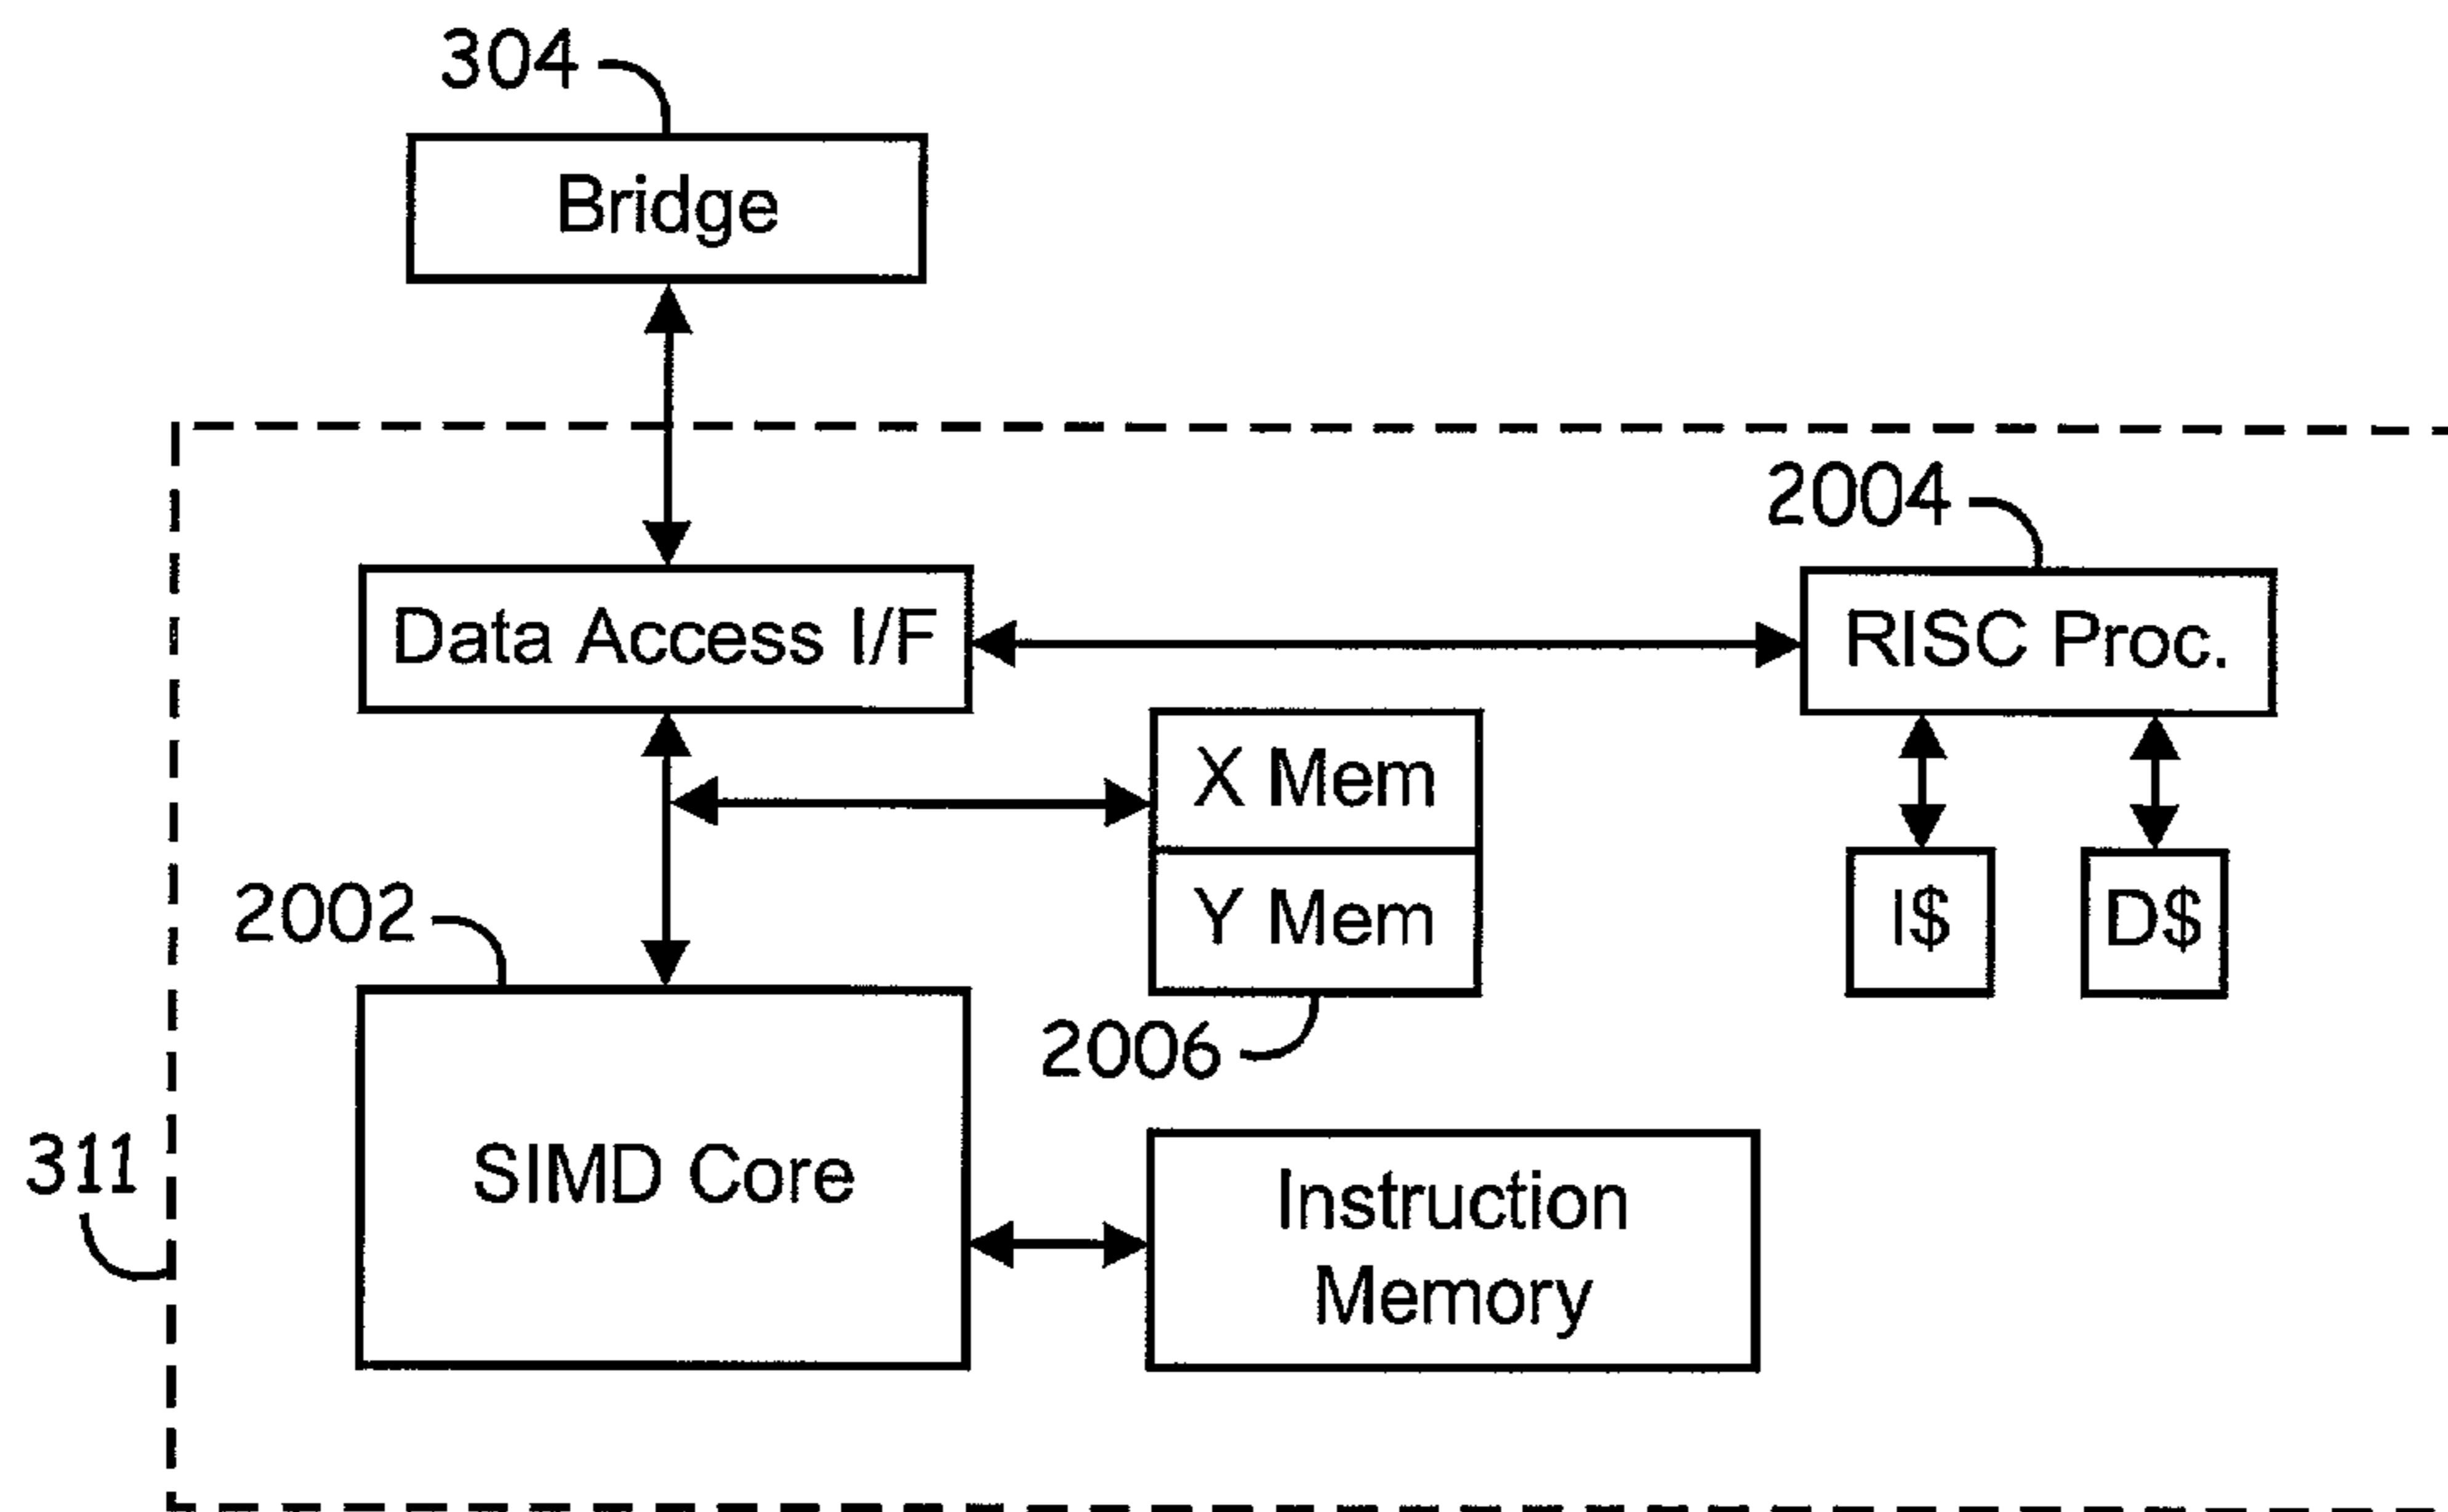 304
Bridge
2004
Data Access I/F
RISC Proc.
X Mem
Y Mem
I$
D$
2002
2006
311
SIMD Core
Instruction
Memory